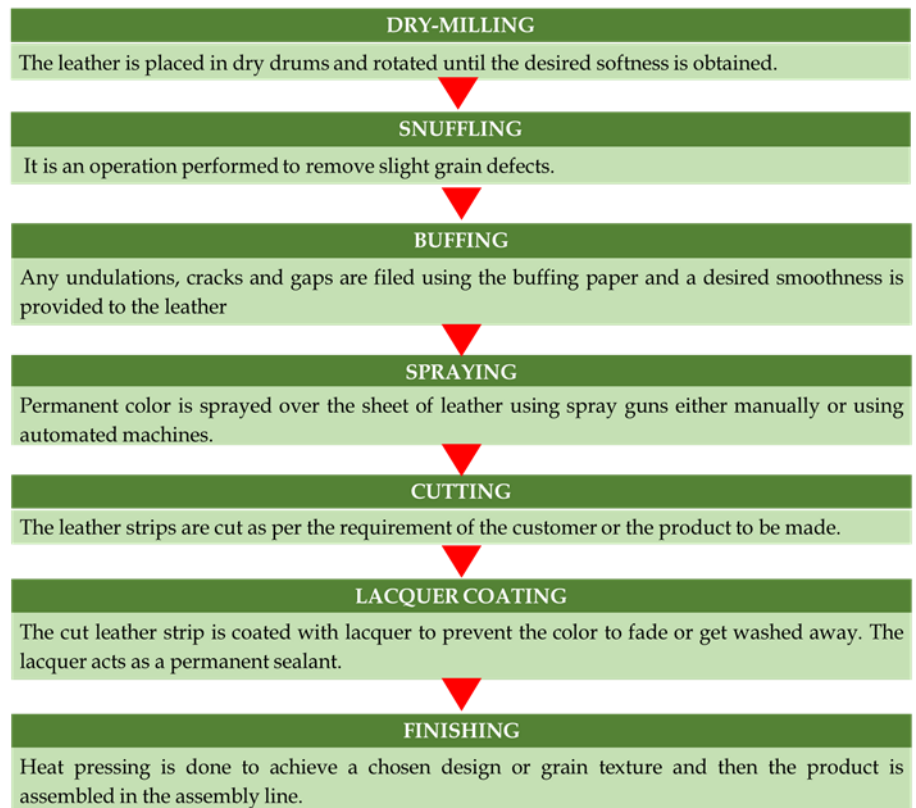 DRY-MILLING
The leather is placed in dry drums and rotated until the desired softness is obtained.
SNUFFLING
It is an operation performed to remove slight grain defects.
BUFFING
Any undulations, cracks and gaps are filed using the buffing paper and a desired smoothness is
provided to the leather
SPRAYING
Permanent color is sprayed over the sheet of leather using spray guns either manually or using
automated machines.
CUTTING
The leather strips are cut as per the requirement of the customer or the product to be made.
LACQUER COATING
The cut leather strip is coated with lacquer to prevent the color to fade or get washed away. The
lacquer acts as a permanent sealant.
FINISHING
Heat pressing is done to achieve a chosen design or grain texture and then the product is
assembled in the assembly line.